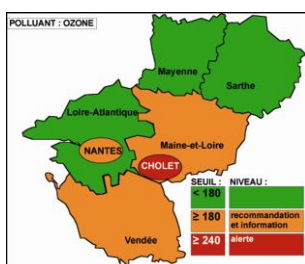 POLLUANT : OZONE
Mayenne
Sarthe
Loire-Atlantique
NANTES
Maine-et-Loire
CHOLET
Vendée
SEUIL : NIVEAU :
< 180
≥ 180 recommandation
et information
≥ 240 alerte